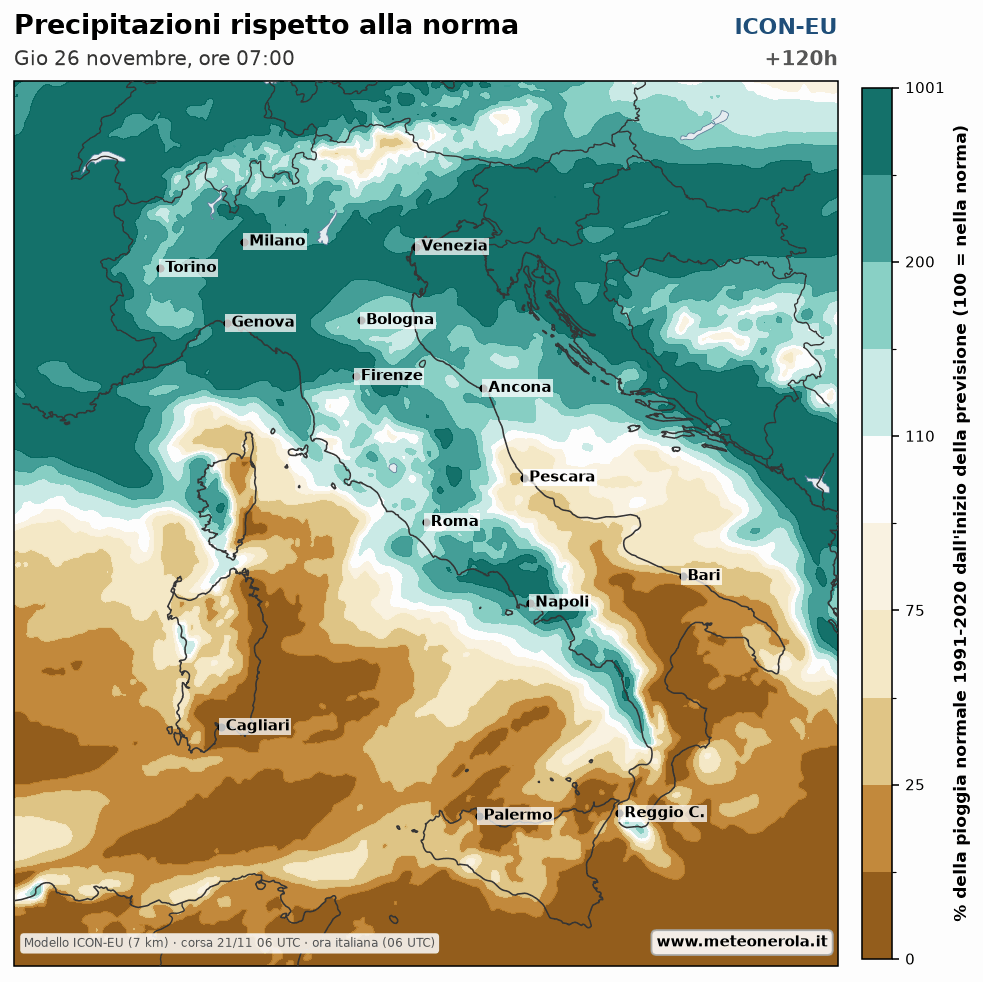 Precipitazioni rispetto alla norma
ICON-EU
Gio 26 novembre, ore 07:00
+120h
Milano
Venezia
Torino
Genova
Bologna
Firenze
Ancona
Pescara
Roma
Bari
Napoli
Cagliari
Palermo
Reggio C.
Modello ICON-EU (7 km) · corsa 21/11 06 UTC · ora italiana (06 UTC)
www.meteonerola.it
1001
200
110
75
25
0
% della pioggia normale 1991-2020 dall'inizio della previsione (100 = nella norma)